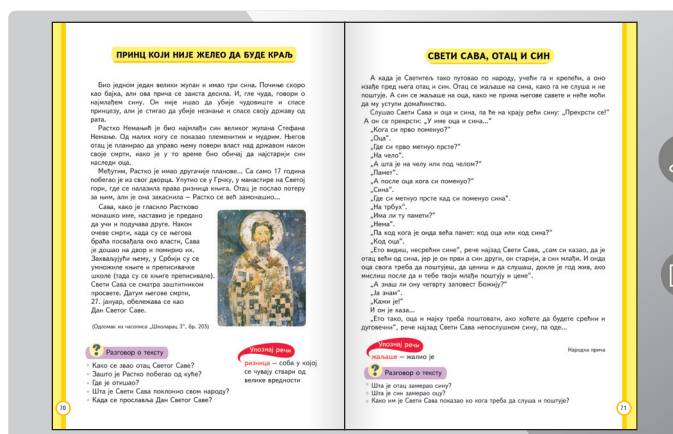 ПРИНЦ КОЈИ НИЈЕ ЖЕЛЕО ДА БУДЕ КРАЉ
Био једном један велики жупан и имао три сина. Почиње скоро
као бајка, али ова прича се заиста десила. И, гле чуда, говори о
најмлађем сину. Он није ишао да убије чудовиште и спасе
принцезу, али је стигао да убије незнање и спасе своју државу од
рата.
Растко Немањић је био најмлађи син великог жупана Стефана
Немање. Од малих ногу се показао племенитим и мудрим. Његов
отац је планирао да управо њему повери власт над државом након
своје смрти, иако је у то време био обичај да најстарији син
наследи оца.
Међутим, Растко је имао другачије планове... Са само 17 година
побегао је из свог дворца. Упутио се у Грчку, у манастире на Светој
гори, где се налазила права ризница књига. Отац је послао потеру
за њим, али је она закаснила – Растко се већ замонашио...
Сава, како је гласило Растково
монашко име, наставио је предано
да учи и подучава друге. Након
очеве смрти, када су се његова
браћа посвађала око власти, Сава
је дошао на двор и помирио их.
Захваљујући њему, у Србији су се
умножиле књиге и преписивачке
школе (тада су се књиге преписивале).
Свети Сава се сматра заштитником
просвете. Датум његове смрти,
27. јануар, обележава се као
Дан Светог Саве.
(Одломак из часописа „Школарац 3“, бр. 205)
? Разговор о тексту
Како се звао отац Светог Саве?
Зашто је Растко побегао од куће?
Где је отишао?
Шта је Свети Сава поклонио свом народу?
Када се прославља Дан Светог Саве?
Упознај речи
ризница – соба у којој
се чувају ствари од
велике вредности
70
СВЕТИ САВА, ОТАЦ И СИН
А када је Светитељ тако путовао по народу, учећи га и крепећи, а оно
изађе пред њега отац и син. Отац се жаљаше на сина, како га не слуша и не
поштује. А син се жаљаше на оца, како не прима његове савете и неће моћи
да му уступи домаћинство.
Слушао Свети Сава и оца и сина, па ће на крају рећи сину: „Прекрсти се!“
А он се прекрсти: „У име оца и сина...“
„Кога си прво поменуо?“
„Оца“.
„Где си прво метнуо прсте?“
„На чело“.
„А шта је на челу или под челом?“
„Памет“.
„А после оца кога си поменуо?“
„Сина“.
„Где си метнуо прсте кад си поменуо сина“.
„На трбух“.
„Има ли ту памети?“
„Нема“.
„Па код кога је онда већа памет: код оца или код сина?“
„Код оца“.
„Ето видиш, несрећни сине“, рече најзад Свети Сава, „сам си казао, да је
отац већи од сина, јер је он први а син други, он старији, а син млађи. И онда
оца свога треба да поштујеш, да цениш и да слушаш, докле је год жив, ако
мислиш после да и тебе твоји млађи поштују и цене“.
„А знаш ли ону четврту заповест Божију?“
„Ја знам“.
„Кажи је!“
И он је каза...
„Ето тако, оца и мајку треба поштовати, ако хоћете да будете срећни и
дуговечни“, рече најзад Свети Сава непослушном сину, па оде...
Народна прича
Упознај речи
жаљаше – жалио је
? Разговор о тексту
Шта је отац замерао сину?
Шта је син замерао оцу?
Како им је Свети Сава показао ко кога треба да слуша и поштује?
71